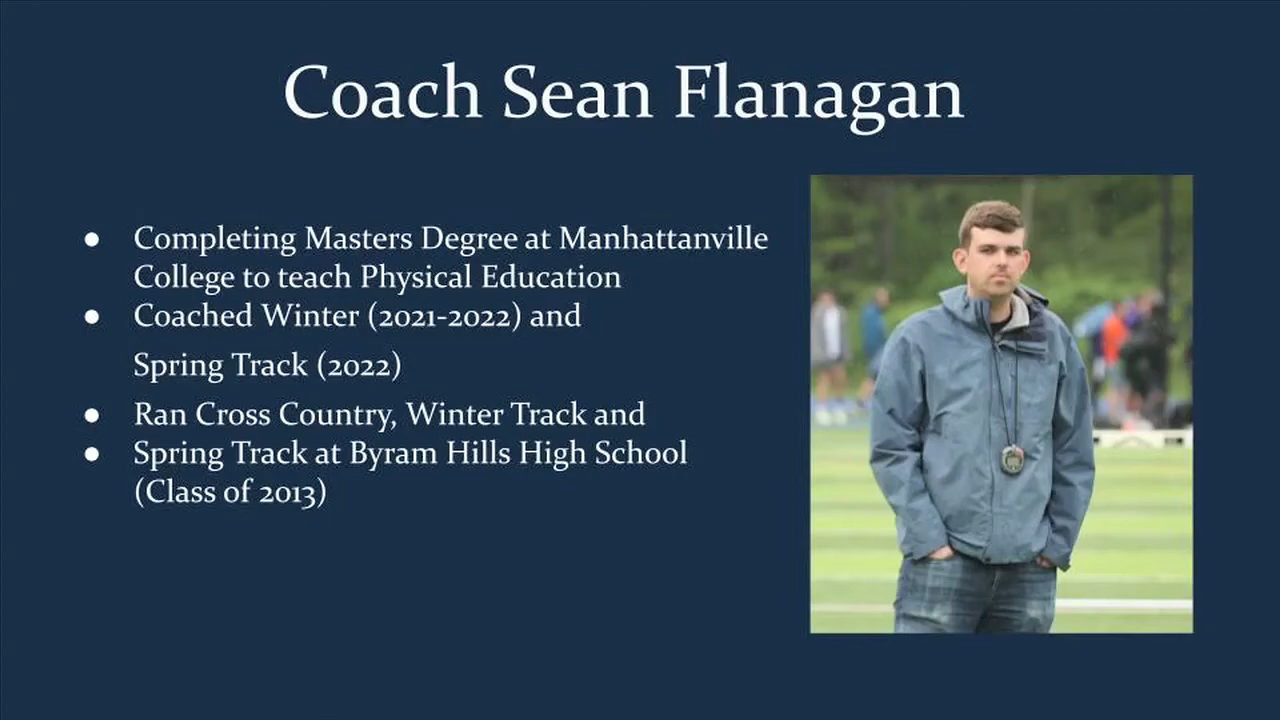 Coach Sean Flanagan
● Completing Masters Degree at Manhattanville
College to teach Physical Education
● Coached Winter (2021-2022) and
Spring Track (2022)
● Ran Cross Country, Winter Track and
● Spring Track at Byram Hills High School
(Class of 2013)